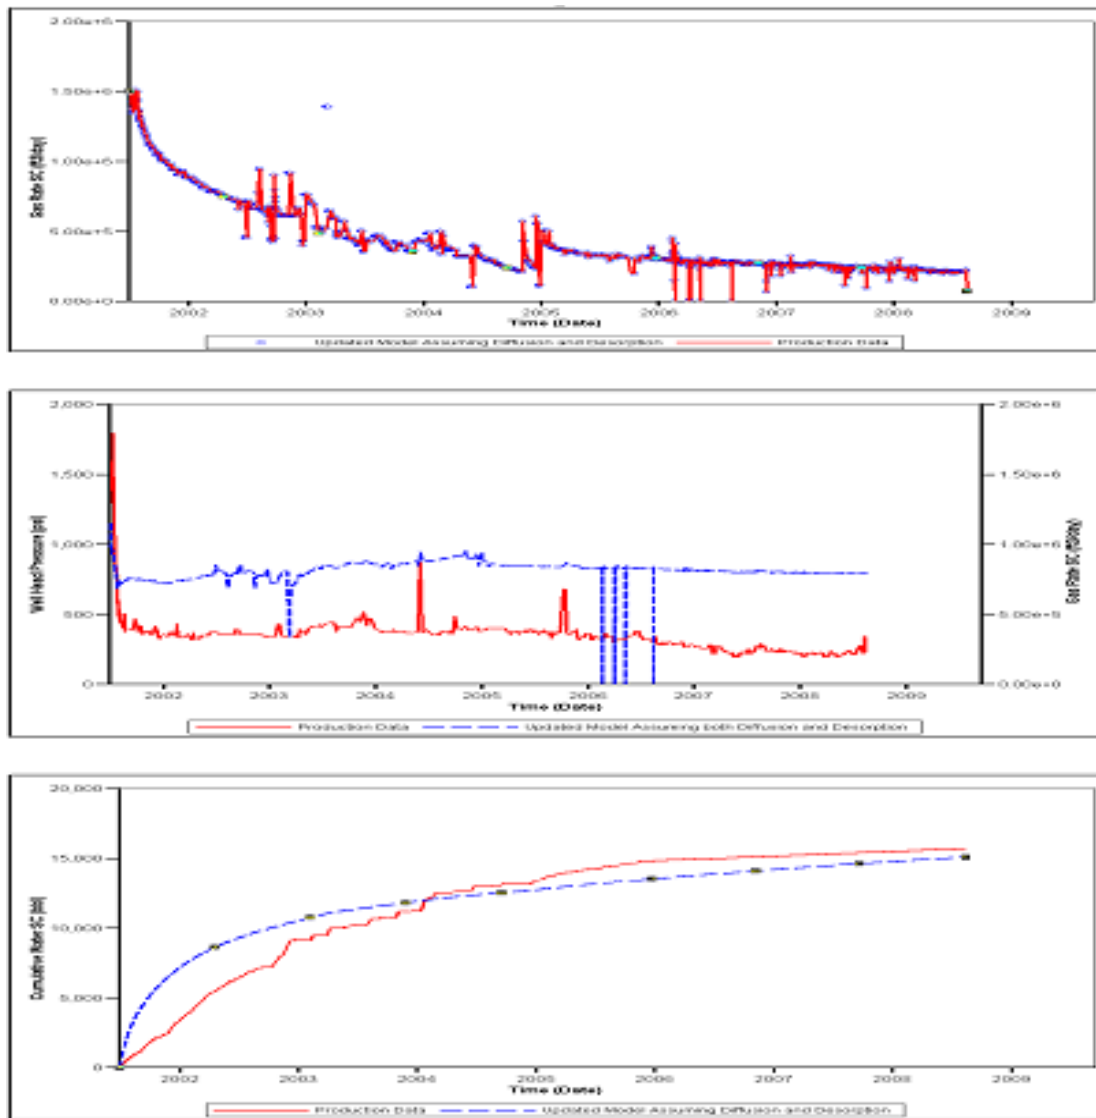 2.00e+6
1.50e+6
1.00e+6
5.00e+5
0.00e+0
Gas Rate SC (ft3/day)
2002 2003 2004 2005 2006 2007 2008 2009
Time (Date)
Updated Model Assuming Diffusion and Desorption Production Data
2,000
1,500
1,000
500
0
Well Head Pressure (psi)
2.00e+6
1.50e+6
1.00e+6
5.00e+5
0.00e+0
Gas Rate SC (ft3/day)
2002 2003 2004 2005 2006 2007 2008 2009
Time (Date)
Production Data Updated Model Assuming both Diffusion and Desorption
20,000
15,000
10,000
5,000
0
Cumulative Water SC (bbl)
2002 2003 2004 2005 2006 2007 2008 2009
Time (Date)
Production Data Updated Model Assuming Diffusion and Desorption